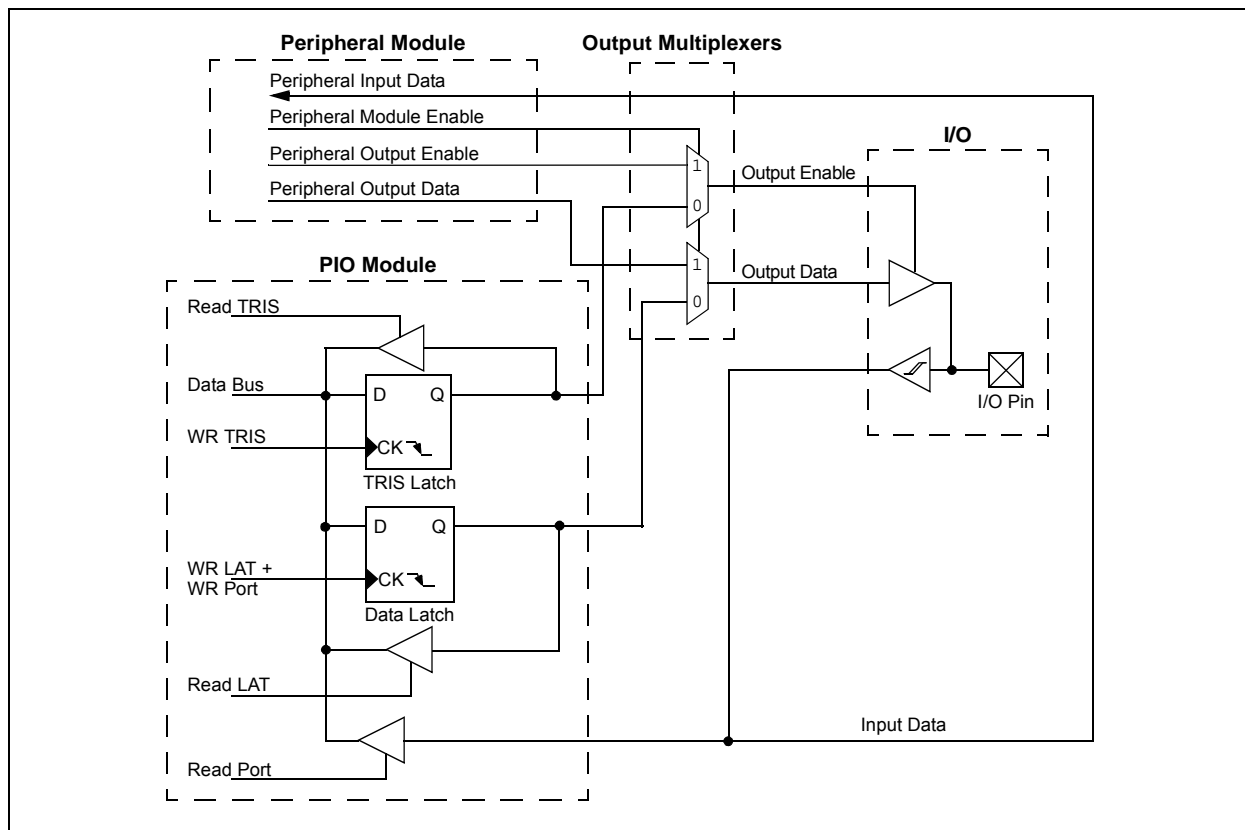 Peripheral Module
Output Multiplexers
Peripheral Input Data
Peripheral Module Enable
I/O
Peripheral Output Enable
1
Output Enable
Peripheral Output Data
0
PIO Module
1
Output Data
0
Read TRIS
Data Bus
D
Q
I/O Pin
WR TRIS
CK
TRIS Latch
D
Q
WR LAT +
WR Port
CK
Data Latch
Read LAT
Input Data
Read Port